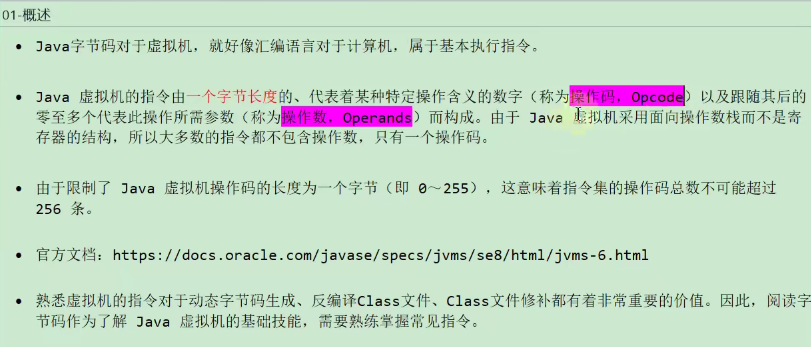 01-概述
• Java字节码对于虚拟机，就好像汇编语言对于计算机，属于基本执行指令。
• Java 虚拟机的指令由一个字节长度的、代表着某种特定操作含义的数字（称为操作码，Opcode）以及跟随其后的
零至多个代表此操作所需参数（称为操作数，Operands）而构成。由于 Java 虚拟机采用面向操作数栈而不是寄
存器的结构，所以大多数的指令都不包含操作数，只有一个操作码。
• 由于限制了 Java 虚拟机操作码的长度为一个字节（即 0～255），这意味着指令集的操作码总数不可能超过
256 条。
• 官方文档：https://docs.oracle.com/javase/specs/jvms/se8/html/jvms-6.html
• 熟悉虚拟机的指令对于动态字节码生成、反编译Class文件、Class文件修补都有着非常重要的价值。因此，阅读字
节码作为了解 Java 虚拟机的基础技能，需要熟练掌握常见指令。